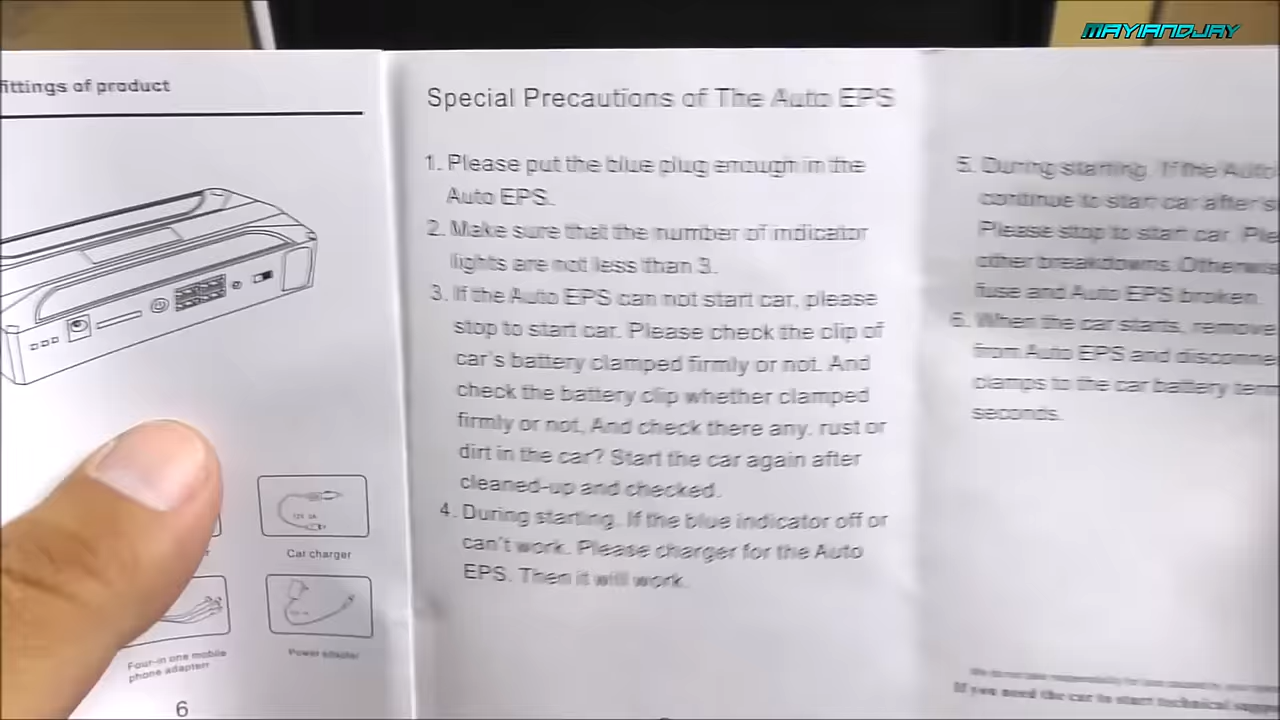 MAYIANDJAY
fittings of product
Car charger
Four-in one mobile
phone adapterr
Power adapter
6
Special Precautions of The Auto EPS
1. Please put the blue plug enough in the
Auto EPS.
2. Make sure that the number of indicator
lights are not less than 3.
3. If the Auto EPS can not start car, please
stop to start car. Please check the clip of
car's battery clamped firmly or not. And
check the battery clip whether clamped
firmly or not, And check there any. rust or
dirt in the car? Start the car again after
cleaned-up and checked.
4. During starting. If the blue indicator off or
can't work. Please charger for the Auto
EPS. Then it will work.
5. During starting. If the Auto
continue to start car after
Please stop to start car.
other breakdowns.
fuse and Auto EPS broken.
6. When the car starts, remove
from Auto EPS and
clamps to the car battery
seconds.
If you need the car to start technical